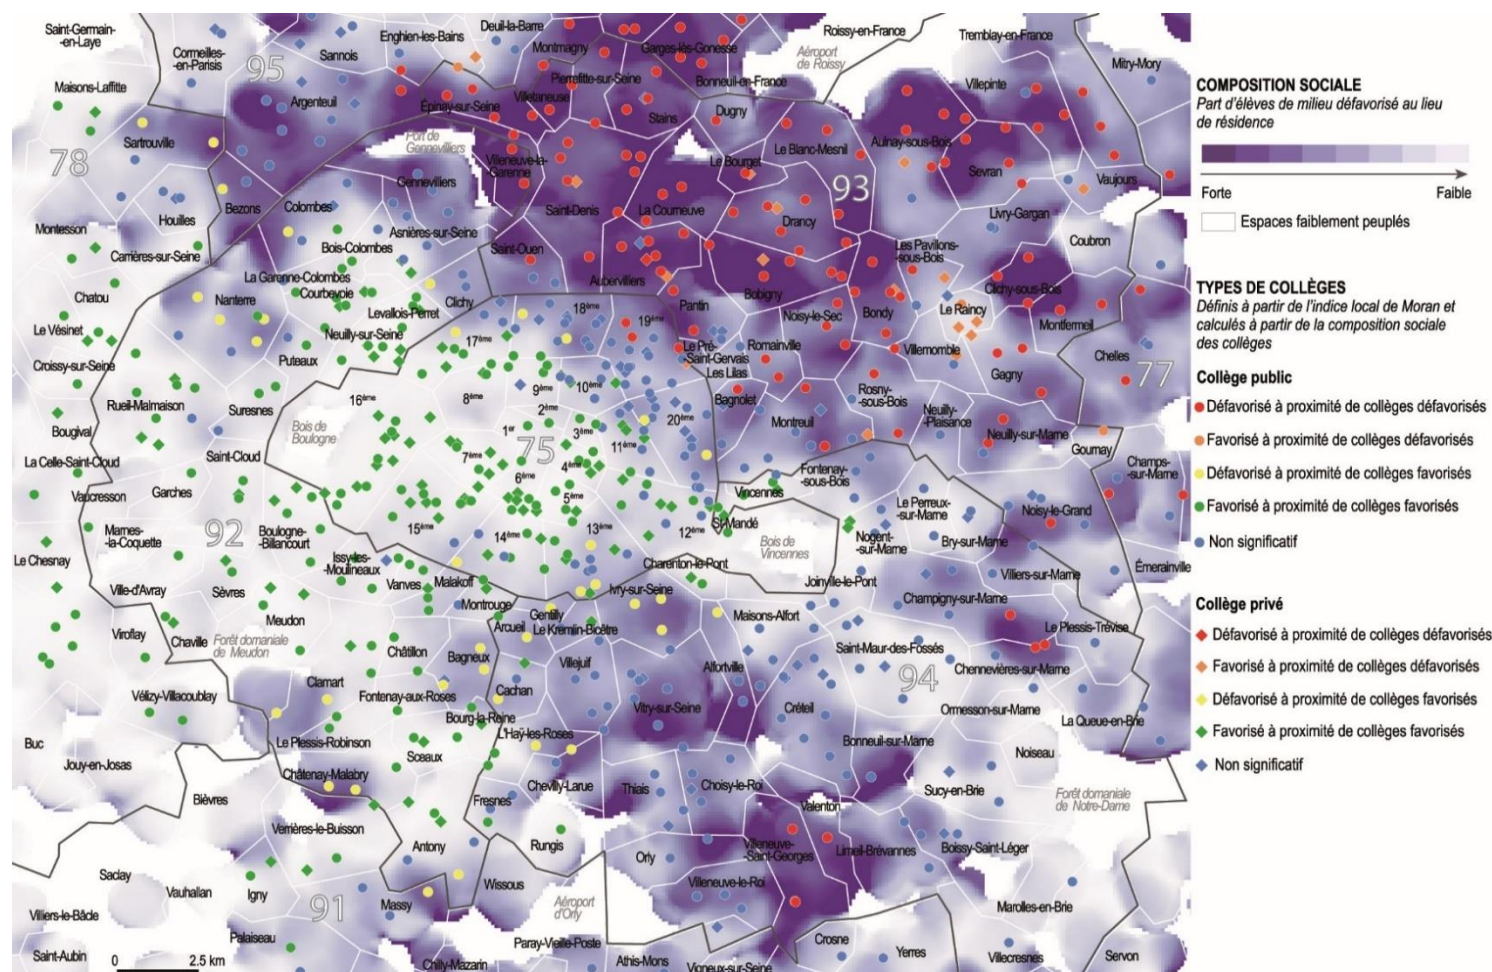 Saint-Germain-
-en-Laye
Cormeilles-
-en-Parisis
95
Sannois
Enghien-les-Bains
Deuil-la-Barre
Montmagny
Garges-lès-Gonesse
Roissy-en-France
Aéroport
de Roissy
Tremblay-en-France
Mitry-Mory
Maisons-Laffitte
Argenteuil
Épinay-sur-Seine
Villetaneuse
Pierrefitte-sur-Seine
Bonneuil-en-France
Villepinte
Stains
Dugny
Sartrouville
78
Port de
Gennevilliers
Villeneuve-la-
-Garenne
Le Bourget
Le Blanc-Mesnil
Aulnay-sous-Bois
Sevran
Vaujours
93
Gennevilliers
Houilles
Bezons
Colombes
Saint-Denis
La Courneuve
Drancy
Livry-Gargan
Coubron
Montesson
Asnières-sur-Seine
Bois-Colombes
Saint-Ouen
Les Pavillons-
-sous-Bois
Carrières-sur-Seine
La Garenne-Colombes
Courbevoie
Aubervilliers
Bobigny
Clichy-sous-Bois
Chatou
Nanterre
Levallois-Perret
Clichy
Pantin
Noisy-le-Sec
Bondy
Le Raincy
Montfermeil
Le Vésinet
Neuilly-sur-Seine
17ème
18ème
19ème
Le Pré-
-Saint-Gervais
Romainville
Villemomble
Chelles
77
Croissy-sur-Seine
Puteaux
Les Lilas
Gagny
Rueil-Malmaison
Suresnes
16ème
8ème
9ème
10ème
2ème
Bagnolet
Rosny-
-sous-Bois
Neuilly-
-Plaisance
Bois de
Boulogne
1er
75
3ème
11ème
20ème
Montreuil
Neuilly-sur-Marne
Bougival
Gournay
La Celle-Saint-Cloud
Saint-Cloud
7ème
4ème
6ème
Fontenay-
-sous-Bois
Champs-
-sur-Marne
Vaucresson
Garches
5ème
Vincennes
Le Perreux-
-sur-Marne
Noisy-le-Grand
Marnes-
-la-Coquette
92
Boulogne-
-Billancourt
15ème
14ème
13ème
12ème
St-Mandé
Bois de
Vincennes
Nogent-
-sur-Marne
Bry-sur-Marne
Le Chesnay
Issy-les-
-Moulineaux
Vanves
Malakoff
Charenton-le-Pont
Joinville-le-Pont
Villiers-sur-Marne
Émerainville
Ville-d'Avray
Sèvres
Montrouge
Gentilly
Ivry-sur-Seine
Maisons-Alfort
Champigny-sur-Marne
Viroflay
Chaville
Meudon
Forêt domaniale
de Meudon
Arcueil
Le Kremlin-Bicêtre
Le Plessis-Trévise
Châtillon
Bagneux
Villejuif
Alfortville
Saint-Maur-des-Fossés
94
Chennevières-sur-Marne
Vélizy-Villacoublay
Clamart
Fontenay-aux-Roses
Cachan
Bourg-la-Reine
Vitry-sur-Seine
Créteil
Ormesson-sur-Marne
La Queue-en-Brie
Buc
Le Plessis-Robinson
L'Haÿ-les-Roses
Bonneuil-sur-Marne
Noiseau
Jouy-en-Josas
Sceaux
Châtenay-Malabry
Chevilly-Larue
Thiais
Choisy-le-Roi
Sucy-en-Brie
Forêt domaniale
de Notre-Dame
Bièvres
Fresnes
Valenton
Verrières-le-Buisson
Antony
Rungis
Orly
Villeneuve-
-Saint-Georges
Limeil-Brévannes
Boissy-Saint-Léger
Saclay
Vauhallan
Igny
91
Massy
Wissous
Aéroport
d'Orly
Villeneuve-le-Roi
Marolles-en-Brie
Villiers-le-Bâcle
Palaiseau
Paray-Vieille-Poste
Crosne
Yerres
Saint-Aubin
0
2.5 km
Chilly-Mazarin
Athis-Mons
Vigneux-sur-Seine
Villecresnes
Servon
COMPOSITION SOCIALE
Part d'élèves de milieu défavorisé au lieu
de résidence
Forte
Faible
Espaces faiblement peuplés
TYPES DE COLLÈGES
Définis à partir de l'indice local de Moran et
calculés à partir de la composition sociale
des collèges
Collège public
Défavorisé à proximité de collèges défavorisés
Favorisé à proximité de collèges défavorisés
Défavorisé à proximité de collèges favorisés
Favorisé à proximité de collèges favorisés
Non significatif
Collège privé
Défavorisé à proximité de collèges défavorisés
Favorisé à proximité de collèges défavorisés
Défavorisé à proximité de collèges favorisés
Favorisé à proximité de collèges favorisés
Non significatif